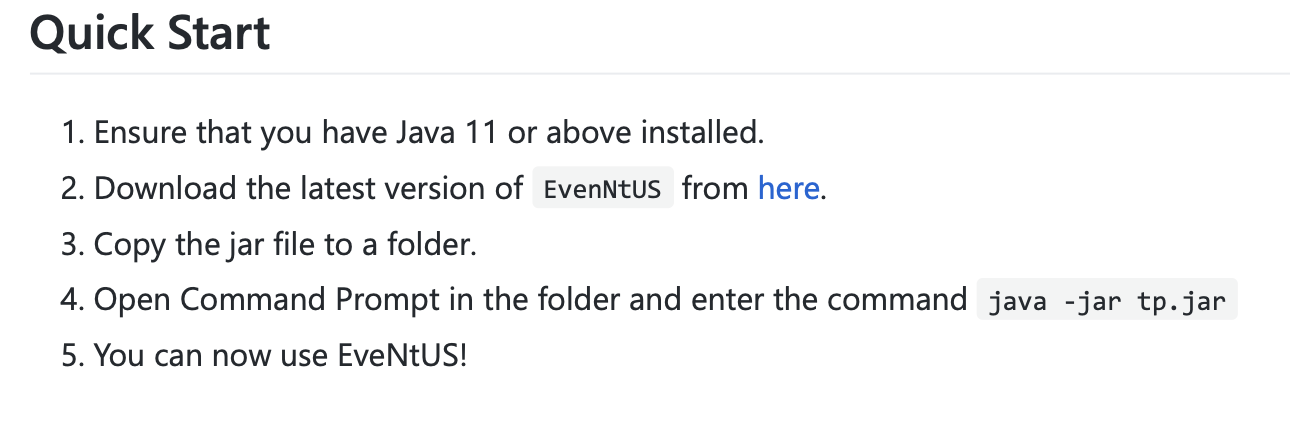 Quick Start
1. Ensure that you have Java 11 or above installed.
2. Download the latest version of EvenNtUS from here.
3. Copy the jar file to a folder.
4. Open Command Prompt in the folder and enter the command java -jar tp.jar
5. You can now use EveNtUS!